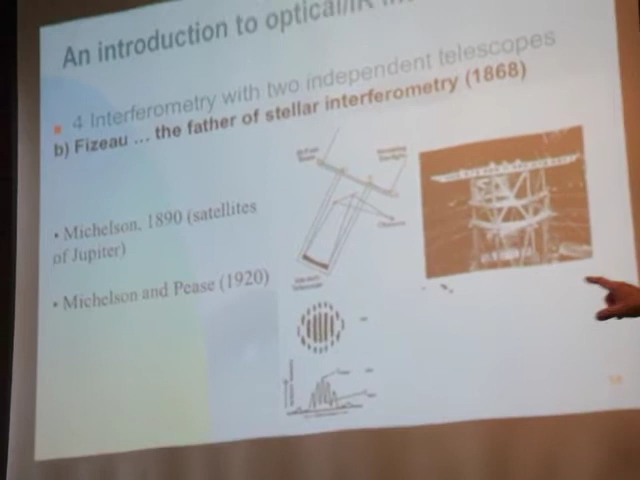 An introduction to optical/IR
4 Interferometry with two independent telescopes
b) Fizeau ... the father of stellar interferometry (1868)
• Michelson, 1890 (satellites
of Jupiter)
• Michelson and Pease (1920)